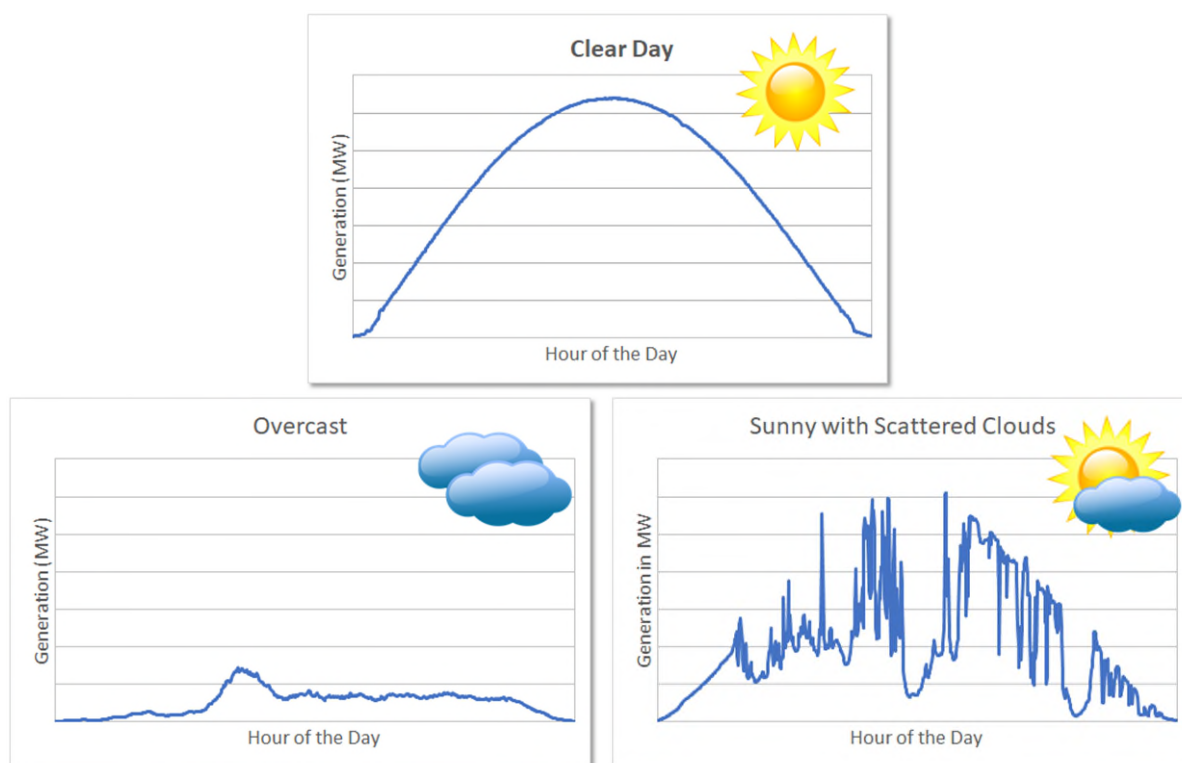 Clear Day
Generation (MW)
Hour of the Day
Overcast
Generation (MW)
Hour of the Day
Sunny with Scattered Clouds
Generation in MW
Hour of the Day